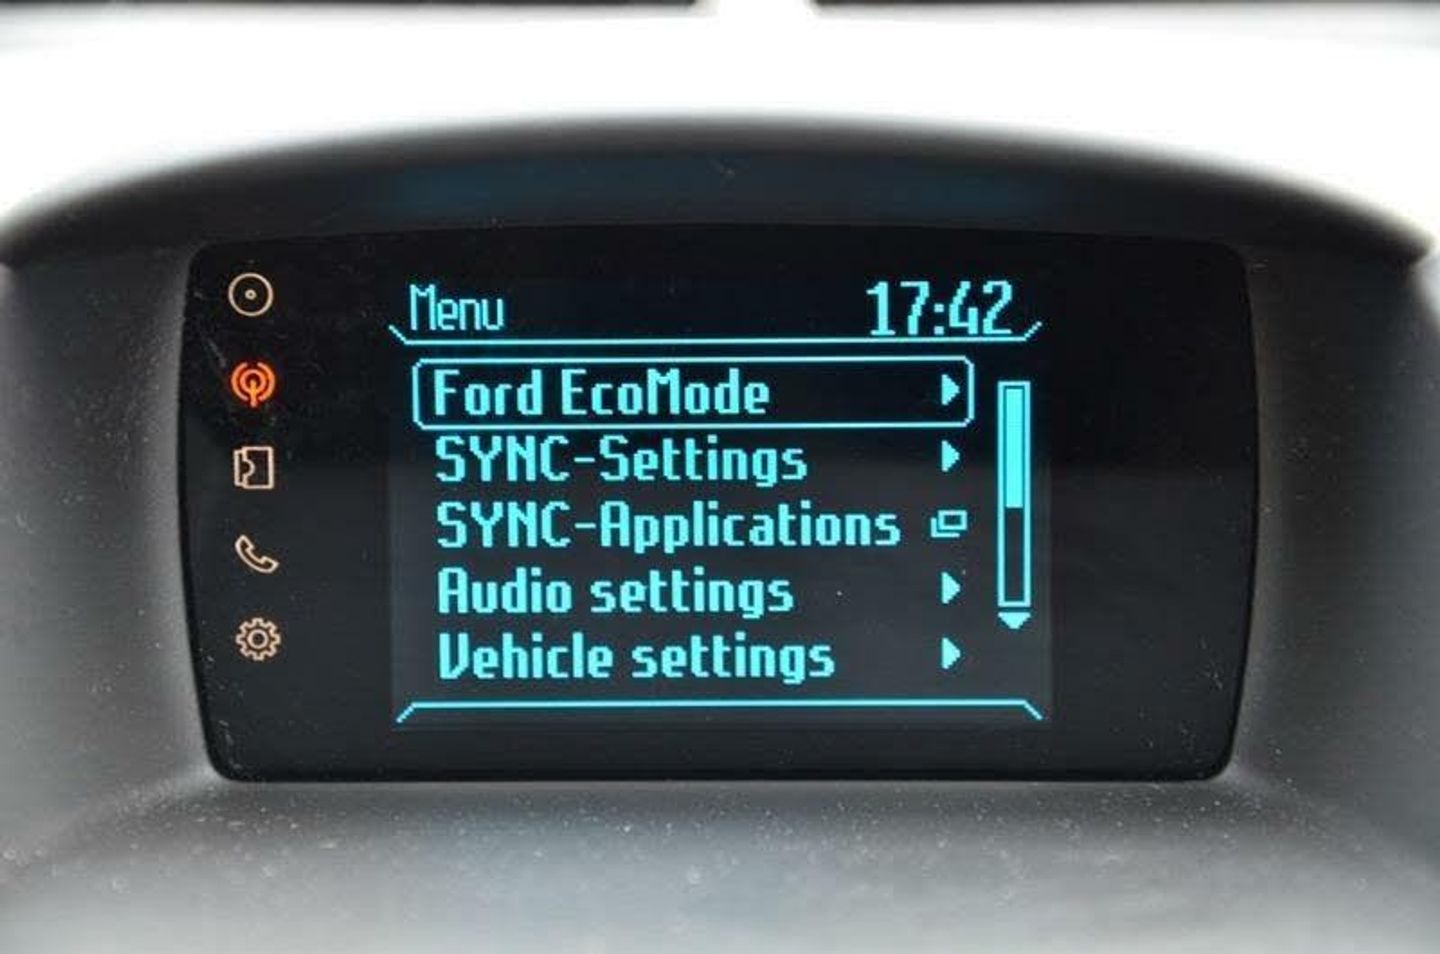 Menu 17:42
Ford EcoMode
SYNC-Settings
SYNC-Applications
Audio settings
Vehicle settings